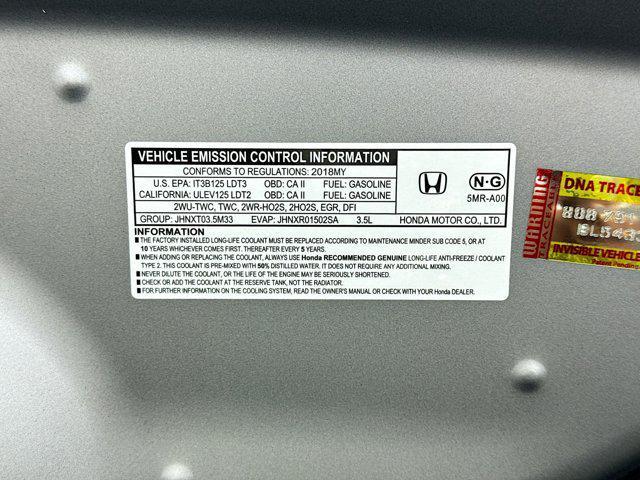 VEHICLE EMISSION CONTROL INFORMATION
CONFORMS TO REGULATIONS: 2018MY
U.S. EPA: IT3B125 LDT3 OBD: CA II FUEL: GASOLINE
CALIFORNIA: ULEV125 LDT2 OBD: CA II FUEL: GASOLINE
2WU-TWC, TWC, 2WR-HO2S, 2HO2S, EGR, DFI
N-G
5MR-A00
GROUP: JHNXT03.5M33 EVAP: JHNXR01502SA 3.5L HONDA MOTOR CO., LTD.
INFORMATION
■ THE FACTORY INSTALLED LONG-LIFE COOLANT MUST BE REPLACED ACCORDING TO MAINTENANCE MINDER SUB CODE 5, OR AT
10 YEARS WHICHEVER COMES FIRST. THEREAFTER EVERY 5 YEARS.
■ WHEN ADDING OR REPLACING THE COOLANT, ALWAYS USE Honda RECOMMENDED GENUINE LONG-LIFE ANTI-FREEZE / COOLANT
TYPE 2. THIS COOLANT IS PRE-MIXED WITH 50% DISTILLED WATER. IT DOES NOT REQUIRE ANY ADDITIONAL MIXING.
■ NEVER DILUTE THE COOLANT, OR THE LIFE OF THE ENGINE MAY BE SERIOUSLY SHORTENED.
■ CHECK OR ADD THE COOLANT AT THE RESERVE TANK, NOT THE RADIATOR.
■ FOR FURTHER INFORMATION ON THE COOLING SYSTEM, READ THE OWNER'S MANUAL OR CHECK WITH YOUR Honda DEALER.
WARNING
TRACEABLE
DNA TRACE
INVISIBLE VEHICLE
Patent Pending